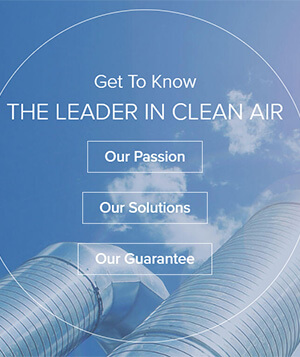 Get To Know
THE LEADER IN CLEAN AIR
Our Passion
Our Solutions
Our Guarantee